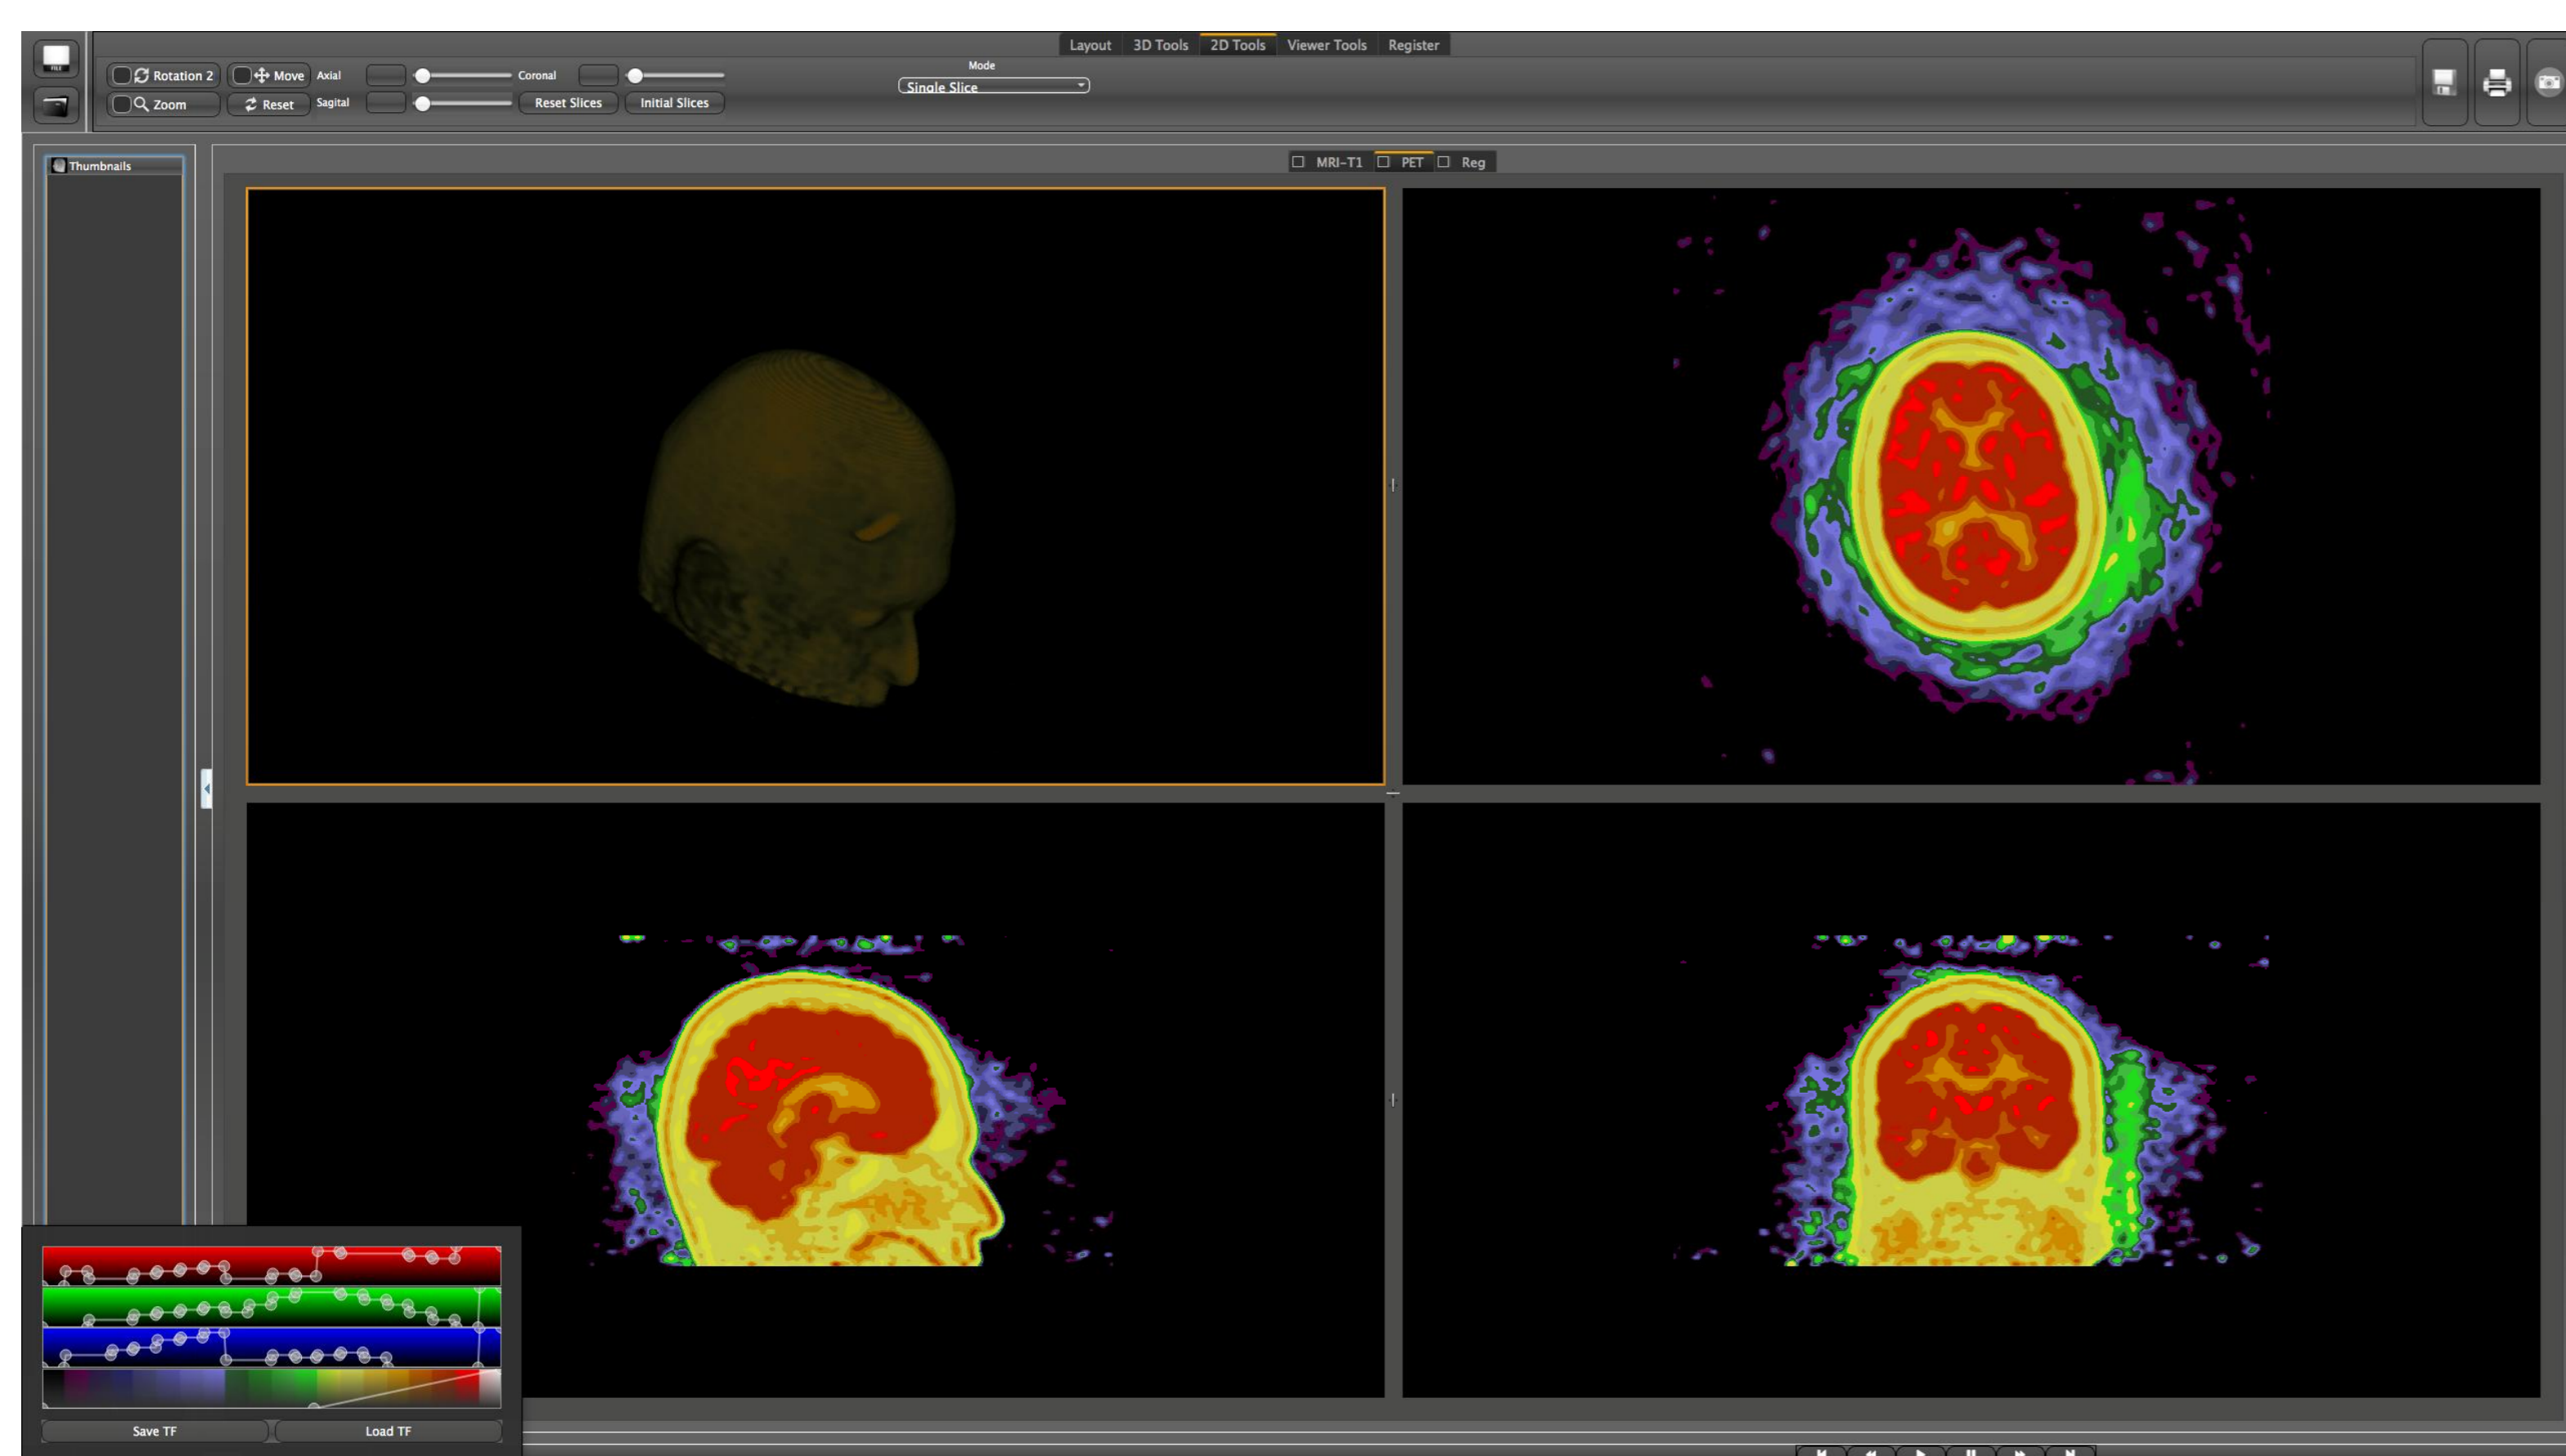 Layout 3D Tools 2D Tools Viewer Tools Register
FILE
Rotation 2 Move Axial Coronal
Zoom Reset Sagital Reset Slices Initial Slices
Mode
Single Slice
Thumbnails
MRI-T1 PET Reg
Save TF Load TF